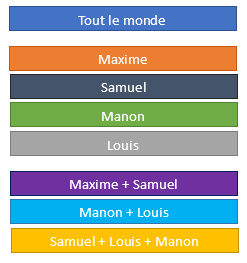 Tout le monde
Maxime
Samuel
Manon
Louis
Maxime + Samuel
Manon + Louis
Samuel + Louis + Manon